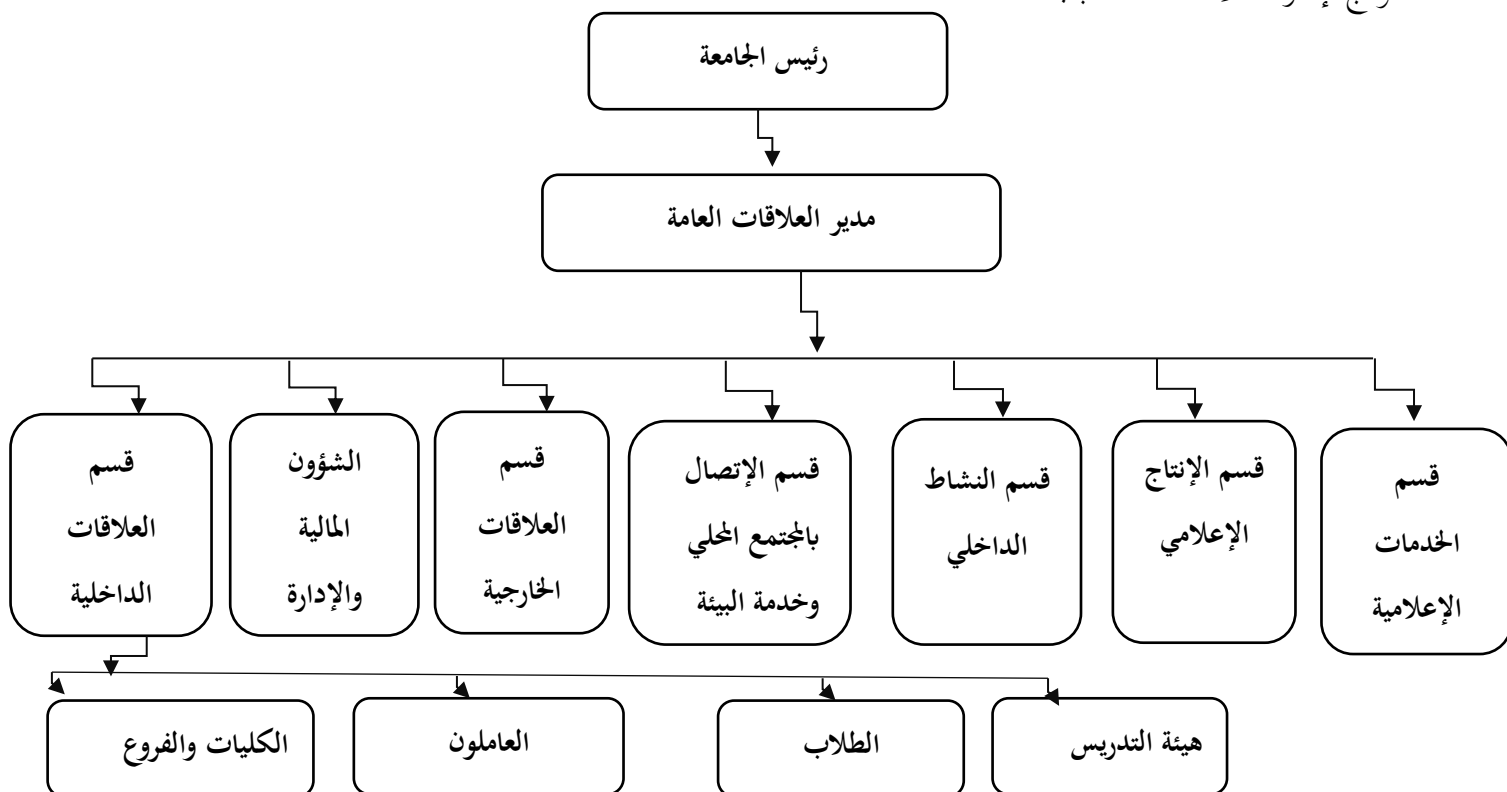 رئيس الجامعة
مدير العلاقات العامة
قسم
الخدمات
الإعلامية
قسم الإنتاج
الإعلامي
قسم النشاط
الداخلي
قسم الإتصال
بالمجتمع المحلي
وخدمة البيئة
قسم
العلاقات
الخارجية
الشؤون
المالية
والإدارة
قسم
العلاقات
الداخلية
هيئة التدريس
الطلاب
العاملون
الكليات والفروع